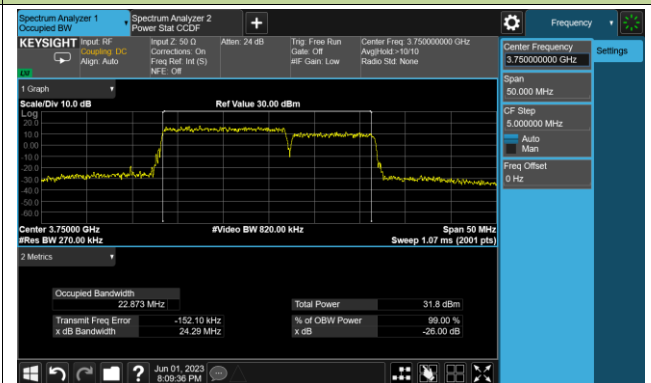 Spectrum Analyzer 1
Occupied BW
Spectrum Analyzer 2
Power Stat CCDF
Frequency
KEYSIGHT
Input: RF
Coupling: DC
Align: Auto
Input Z: 50 Ω
Corrections: On
Freq Ref: Int (S)
NFE: Off
Atten: 24 dB
Trig: Free Run
Gate: Off
#IF Gain: Low
Center Freq: 3.750000000 GHz
Avg|Hold:>10/10
Radio Std: None
Center Frequency
3.750000000 GHz
Settings
Span
50.000 MHz
CF Step
5.000000 MHz
Auto
Man
Freq Offset
0 Hz
1 Graph
Scale/Div 10.0 dB
Ref Value 30.00 dBm
Log
20.0
10.0
0.00
-10.0
-20.0
-30.0
-40.0
-50.0
-60.0
Center 3.75000 GHz
#Video BW 820.00 kHz
Span 50 MHz
#Res BW 270.00 kHz
Sweep 1.07 ms (2001 pts)
2 Metrics
Occupied Bandwidth
22.873 MHz
Total Power
31.8 dBm
Transmit Freq Error
-152.10 kHz
% of OBW Power
99.00 %
x dB Bandwidth
24.29 MHz
x dB
-26.00 dB
Jun 01, 2023
8:09:36 PM